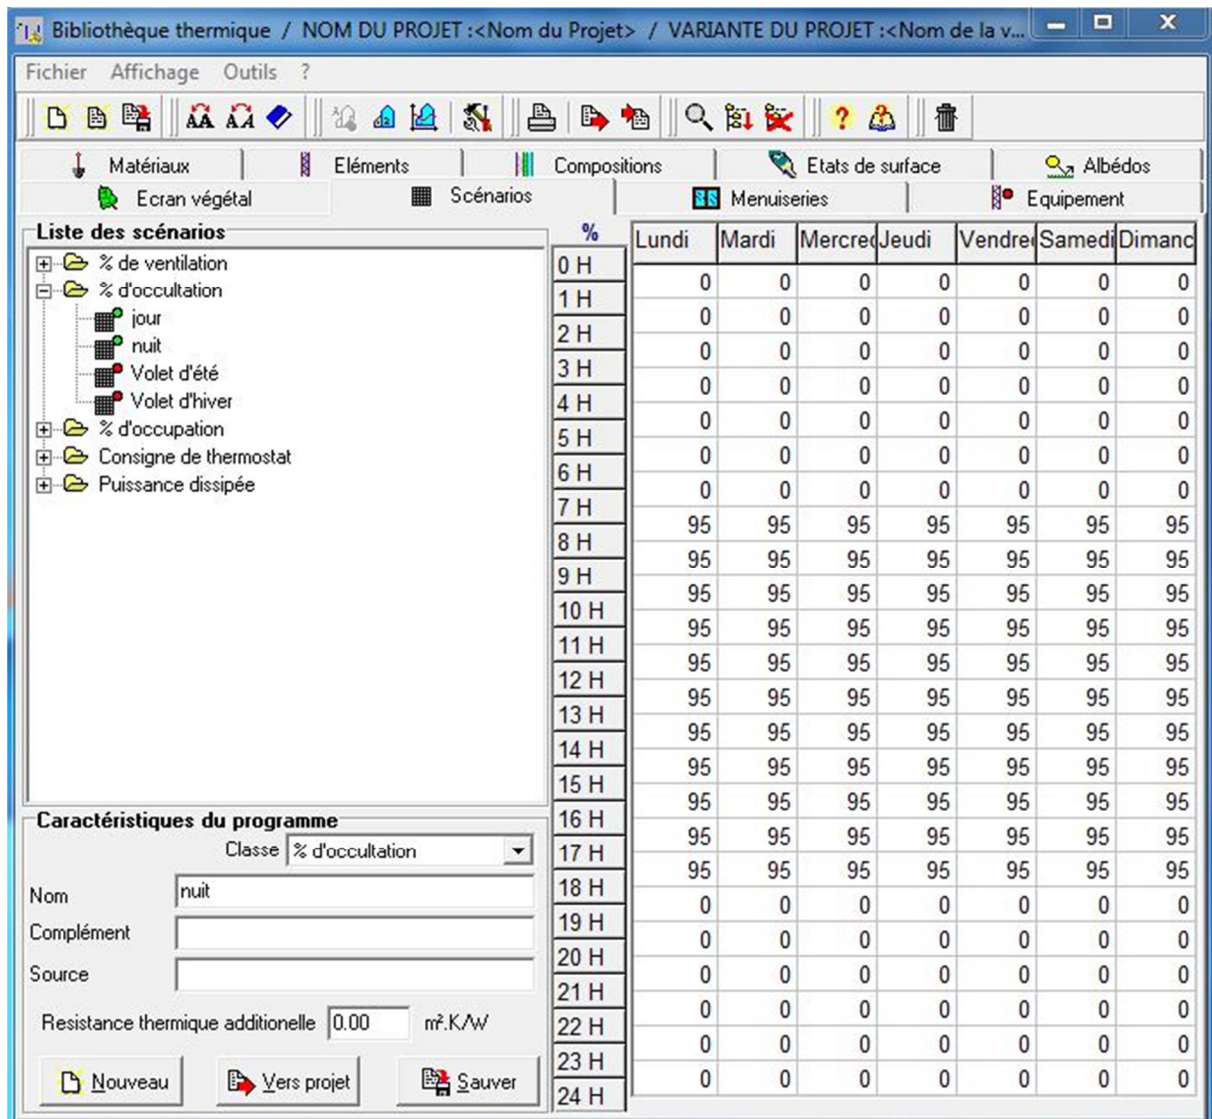 Bibliothèque thermique / NOM DU PROJET :<Nom du Projet> / VARIANTE DU PROJET :<Nom de la v...
Fichier Affichage Outils ?
Matériaux Eléments Compositions Etats de surface Albédos
Ecran végétal Scénarios Menuiseries Equipement
Liste des scénarios
% de ventilation
% d'occultation
jour
nuit
Volet d'été
Volet d'hiver
% d'occupation
Consigne de thermostat
Puissance dissipée
Caractéristiques du programme
Classe % d'occultation
Nom nuit
Complément
Source
Resistance thermique additionelle 0.00 m².K/W
Nouveau Vers projet Sauver
%
Lundi Mardi Mercred Jeudi Vendred Samedi Dimanc
0 H
0 0 0 0 0 0 0
1 H
0 0 0 0 0 0 0
2 H
0 0 0 0 0 0 0
3 H
0 0 0 0 0 0 0
4 H
0 0 0 0 0 0 0
5 H
0 0 0 0 0 0 0
6 H
0 0 0 0 0 0 0
7 H
95 95 95 95 95 95 95
8 H
95 95 95 95 95 95 95
9 H
95 95 95 95 95 95 95
10 H
95 95 95 95 95 95 95
11 H
95 95 95 95 95 95 95
12 H
95 95 95 95 95 95 95
13 H
95 95 95 95 95 95 95
14 H
95 95 95 95 95 95 95
15 H
95 95 95 95 95 95 95
16 H
95 95 95 95 95 95 95
17 H
95 95 95 95 95 95 95
18 H
0 0 0 0 0 0 0
19 H
0 0 0 0 0 0 0
20 H
0 0 0 0 0 0 0
21 H
0 0 0 0 0 0 0
22 H
0 0 0 0 0 0 0
23 H
0 0 0 0 0 0 0
24 H